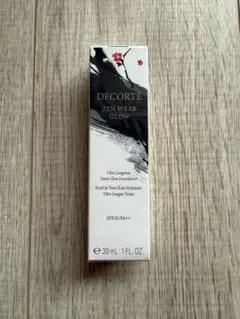 DECORTÉ
ZEN WEAR
GLOW
Ultra Longwear
Dewy Glow Foundation
Fond de Teint Éclat Hydratant
Ultra Longue Tenue
SPF20/PA++
℮ 30 mL 1 FL. OZ.